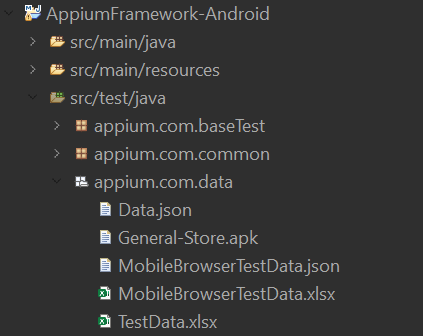 AppiumFramework-Android
src/main/java
src/main/resources
src/test/java
appium.com.baseTest
appium.com.common
appium.com.data
Data.json
General-Store.apk
MobileBrowserTestData.json
MobileBrowserTestData.xlsx
TestData.xlsx